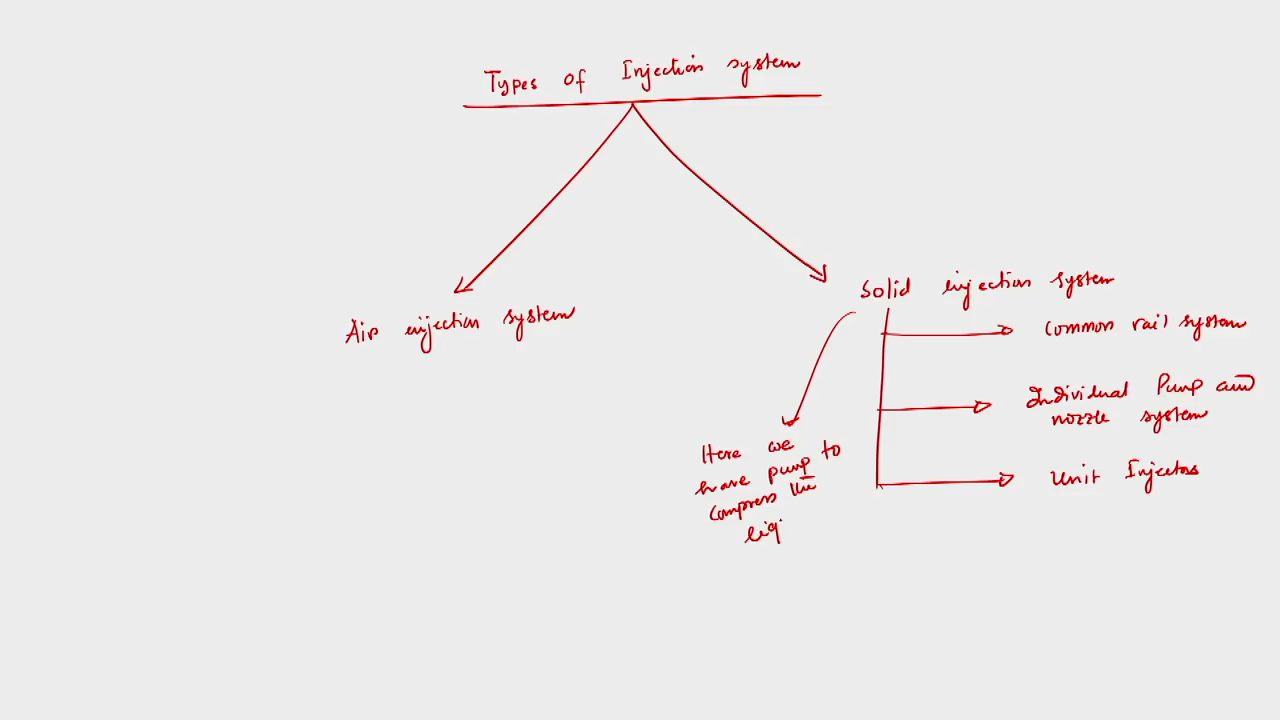 Types of Injection system
Air injection system
Solid injection system
Common rail system
Individual Pump and
nozzle system
Unit Injectos
Here we
have pump to
compress the
liq